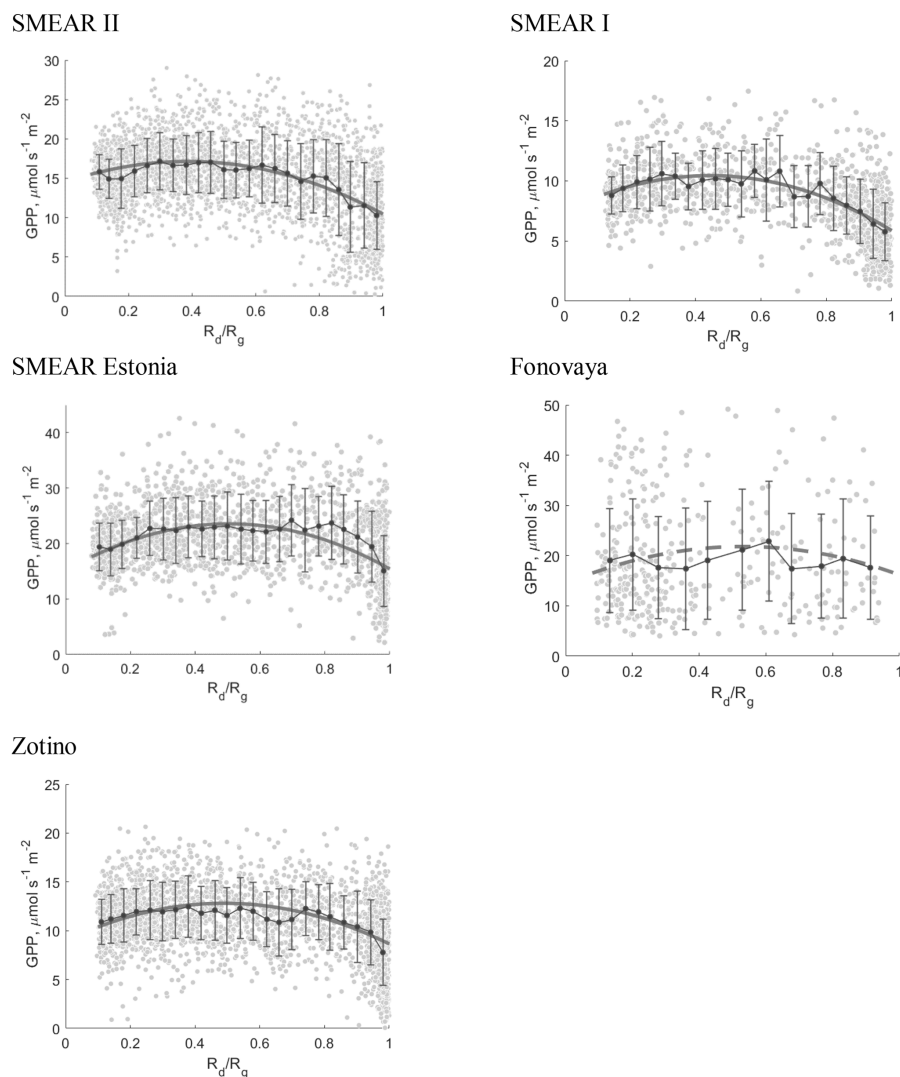 SMEAR II
SMEAR I
30
25
20
15
10
5
0
GPP, μmol s⁻¹ m⁻²
0 0.2 0.4 0.6 0.8 1
R_d/R_g
20
15
10
5
0
GPP, μmol s⁻¹ m⁻²
0 0.2 0.4 0.6 0.8 1
R_d/R_g
SMEAR Estonia
Fonovaya
40
30
20
10
0
GPP, μmol s⁻¹ m⁻²
0 0.2 0.4 0.6 0.8 1
R_d/R_g
50
40
30
20
10
0
GPP, μmol s⁻¹ m⁻²
0 0.2 0.4 0.6 0.8 1
R_d/R_g
Zotino
25
20
15
10
5
0
GPP, μmol s⁻¹ m⁻²
0 0.2 0.4 0.6 0.8 1
R_d/R_g